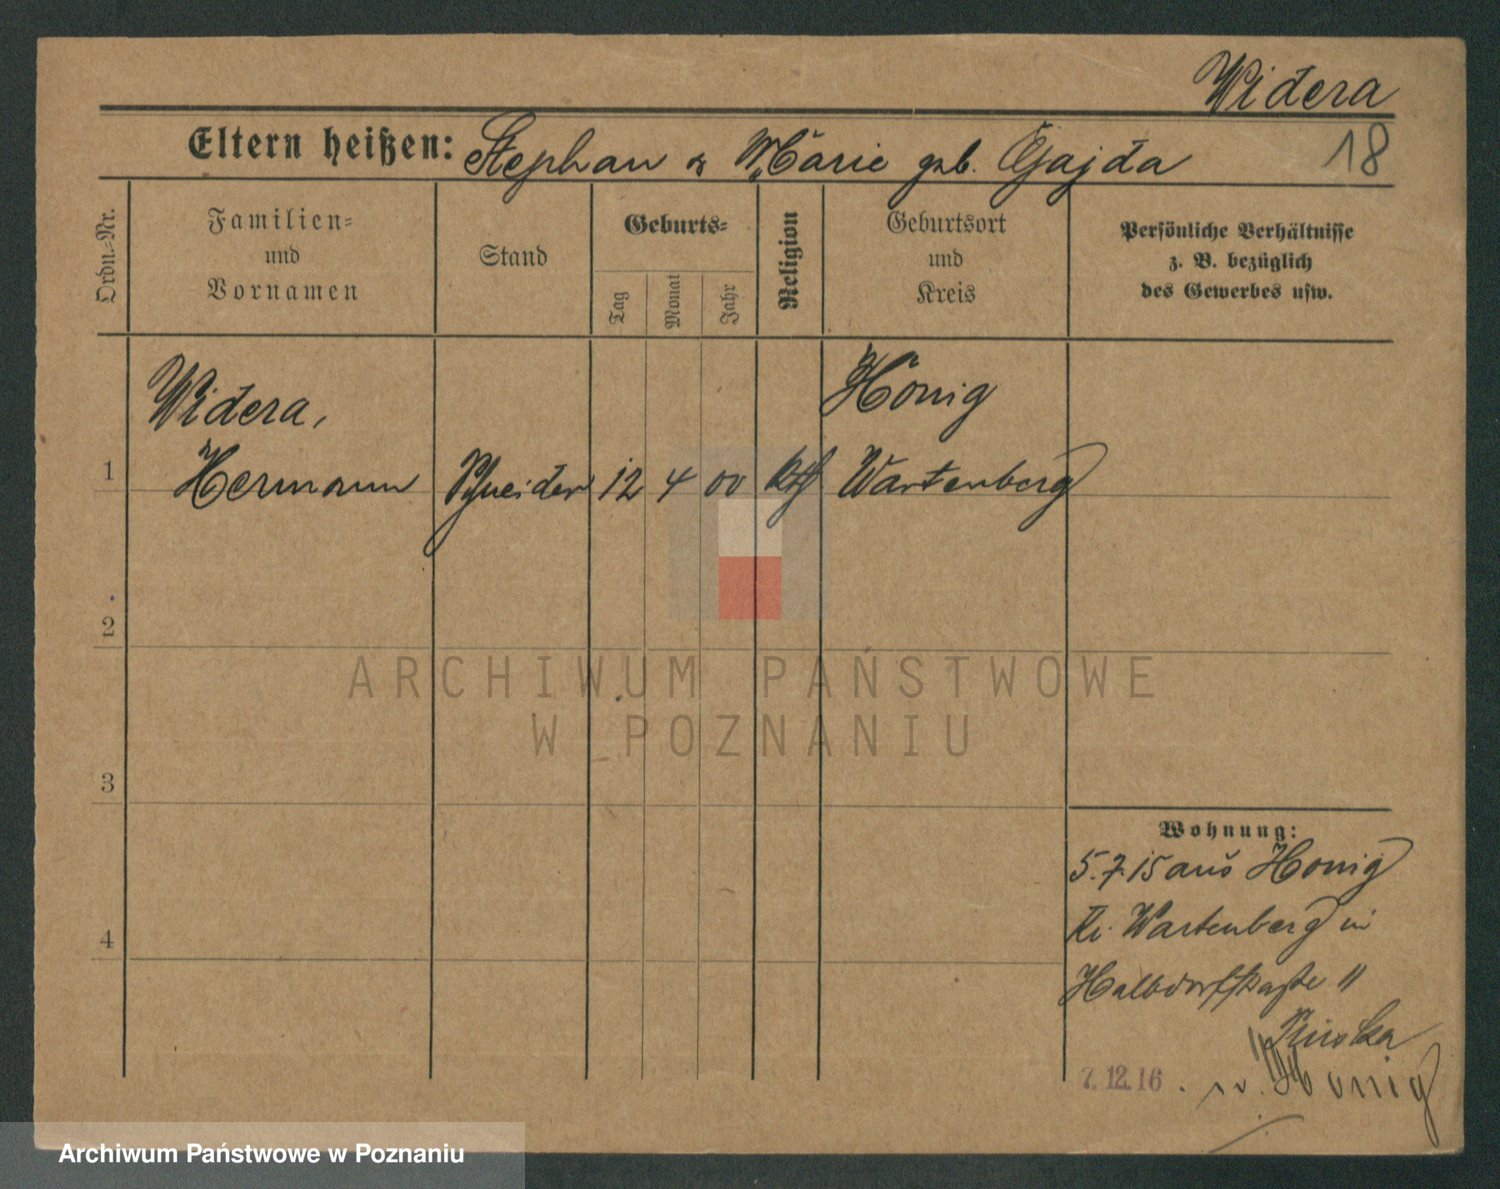 Widera
Eltern heißen: Stephan & Marie geb. Gajda
18
Ordn.=Nr.
Familien=
und
Vornamen
Stand
Geburts=
Tag
Monat
Jahr
Religion
Geburtsort
und
Kreis
Persönliche Verhältnisse
z. B. bezüglich
des Gewerbes usw.
Widera,
Hönig
1 Hermann Schneider 12 4 00 kth Wartenberg
2
3
4
Wohnung:
5.7.15 aus Honig
Kr. Wartenberg in
Halbdorfstraße 11
7.12.16. n. Honig
ARCHIWUM PAŃSTWOWE
W POZNANIU
Archiwum Państwowe w Poznaniu